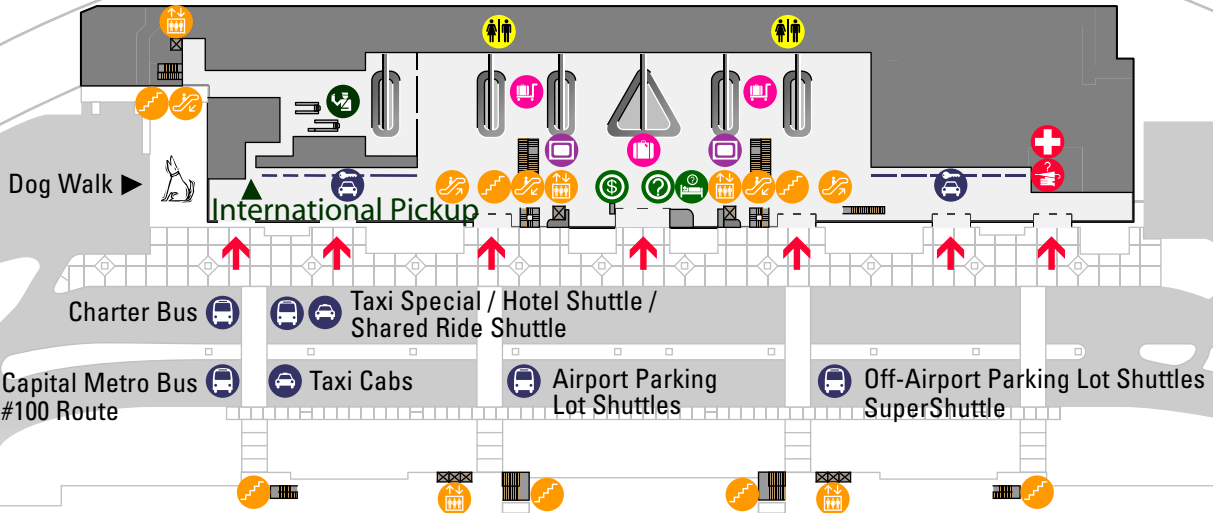 Dog Walk ►
International Pickup
$
?
?
Charter Bus
Taxi Special / Hotel Shuttle /
Shared Ride Shuttle
Capital Metro Bus
#100 Route
Taxi Cabs
Airport Parking
Lot Shuttles
Off-Airport Parking Lot Shuttles
SuperShuttle